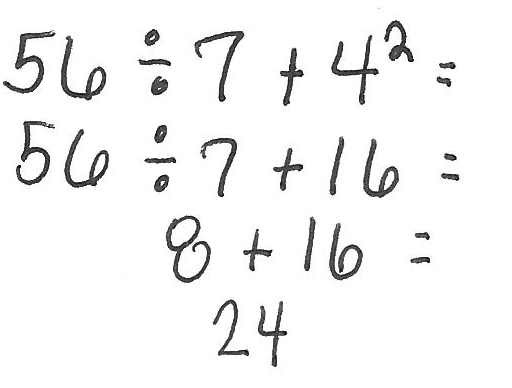 56 ÷ 7 + 4² =
56 ÷ 7 + 16 =
8 + 16 =
24